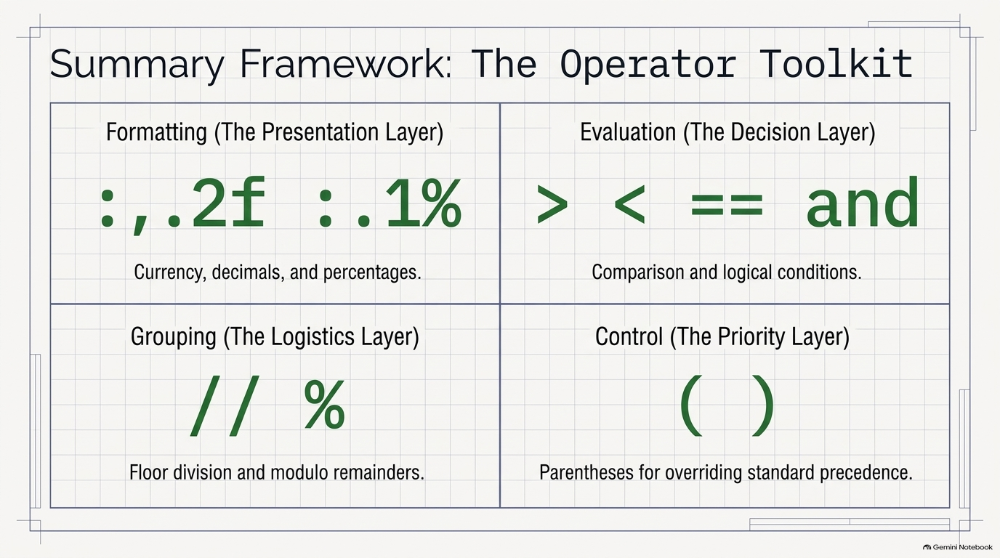 Summary Framework: The Operator Toolkit
Formatting (The Presentation Layer)
:,.2f :.1%
Currency, decimals, and percentages.
Evaluation (The Decision Layer)
> < == and
Comparison and logical conditions.
Grouping (The Logistics Layer)
// %
Floor division and modulo remainders.
Control (The Priority Layer)
( )
Parentheses for overriding standard precedence.
Gemini Notebook